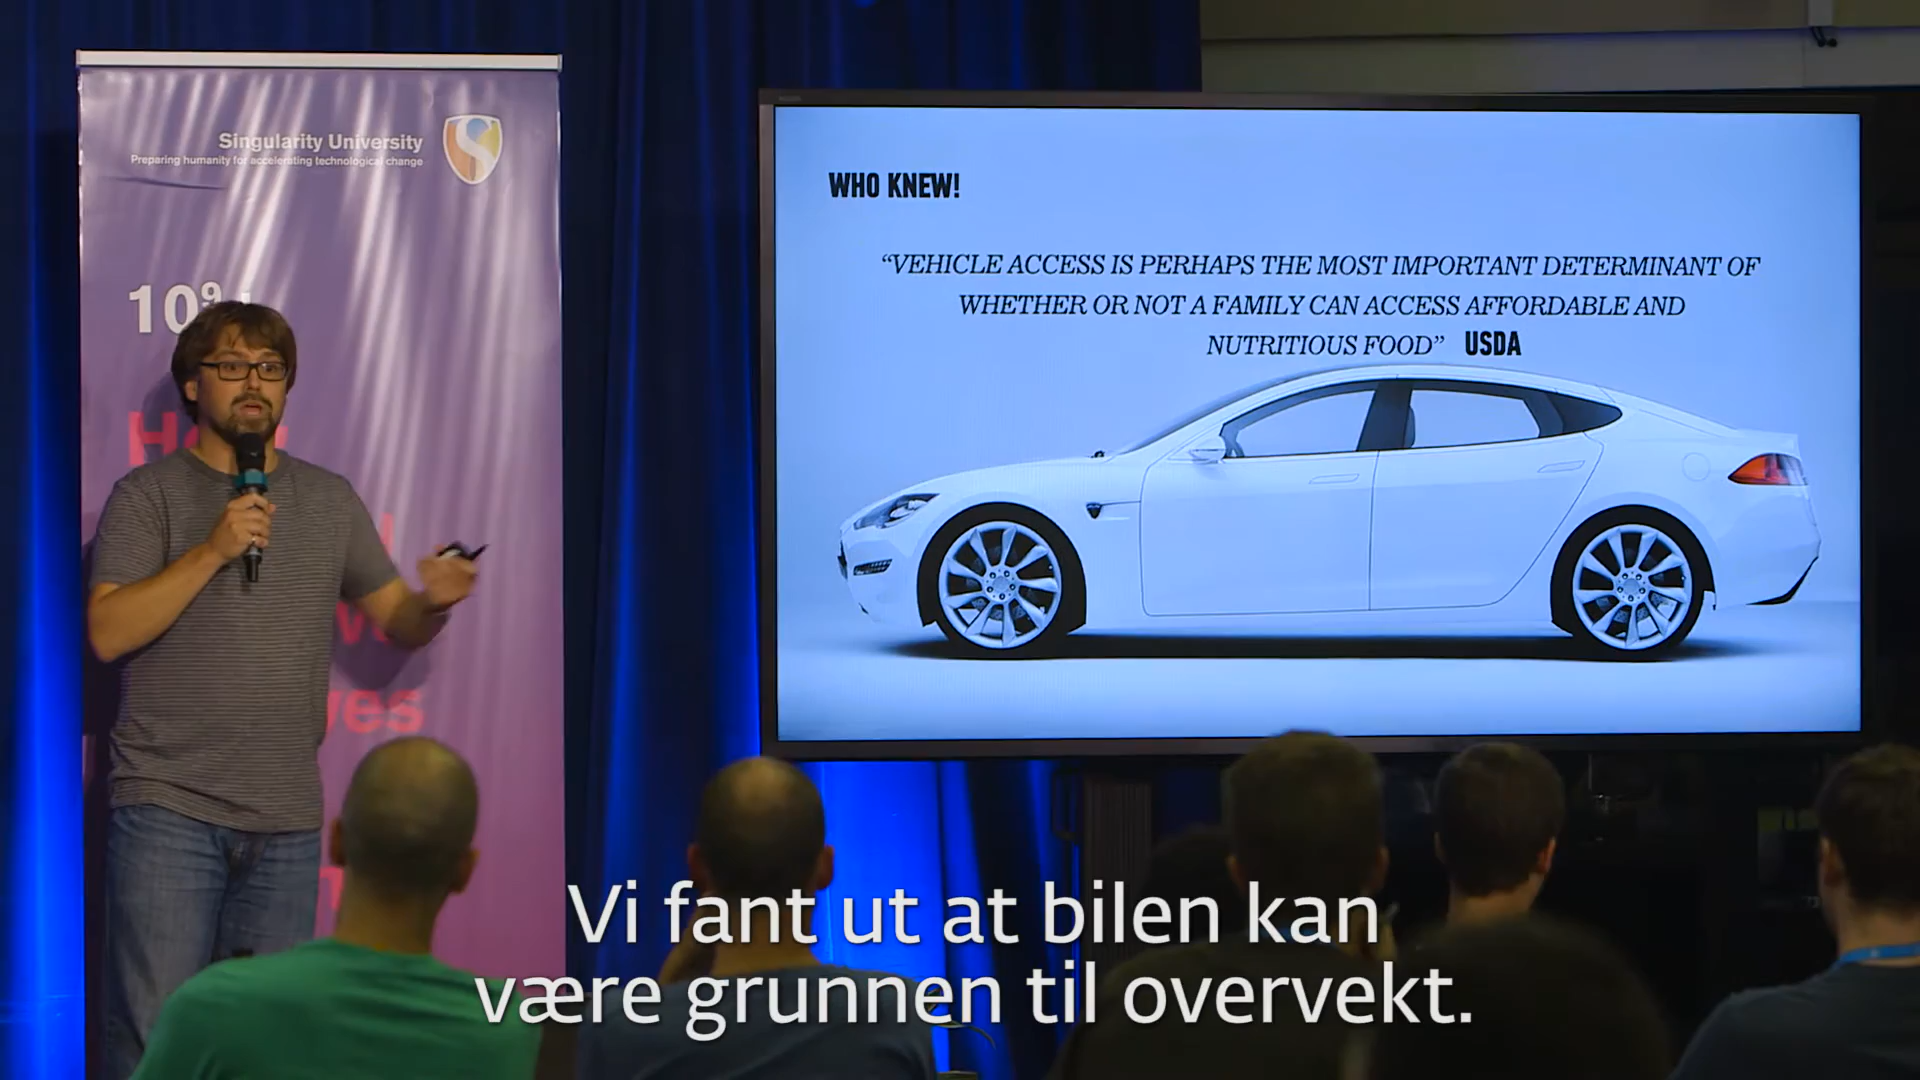 Singularity University
Preparing humanity for accelerating technological change
WHO KNEW!
“VEHICLE ACCESS IS PERHAPS THE MOST IMPORTANT DETERMINANT OF
WHETHER OR NOT A FAMILY CAN ACCESS AFFORDABLE AND
NUTRITIOUS FOOD” USDA
Vi fant ut at bilen kan
være grunnen til overvekt.